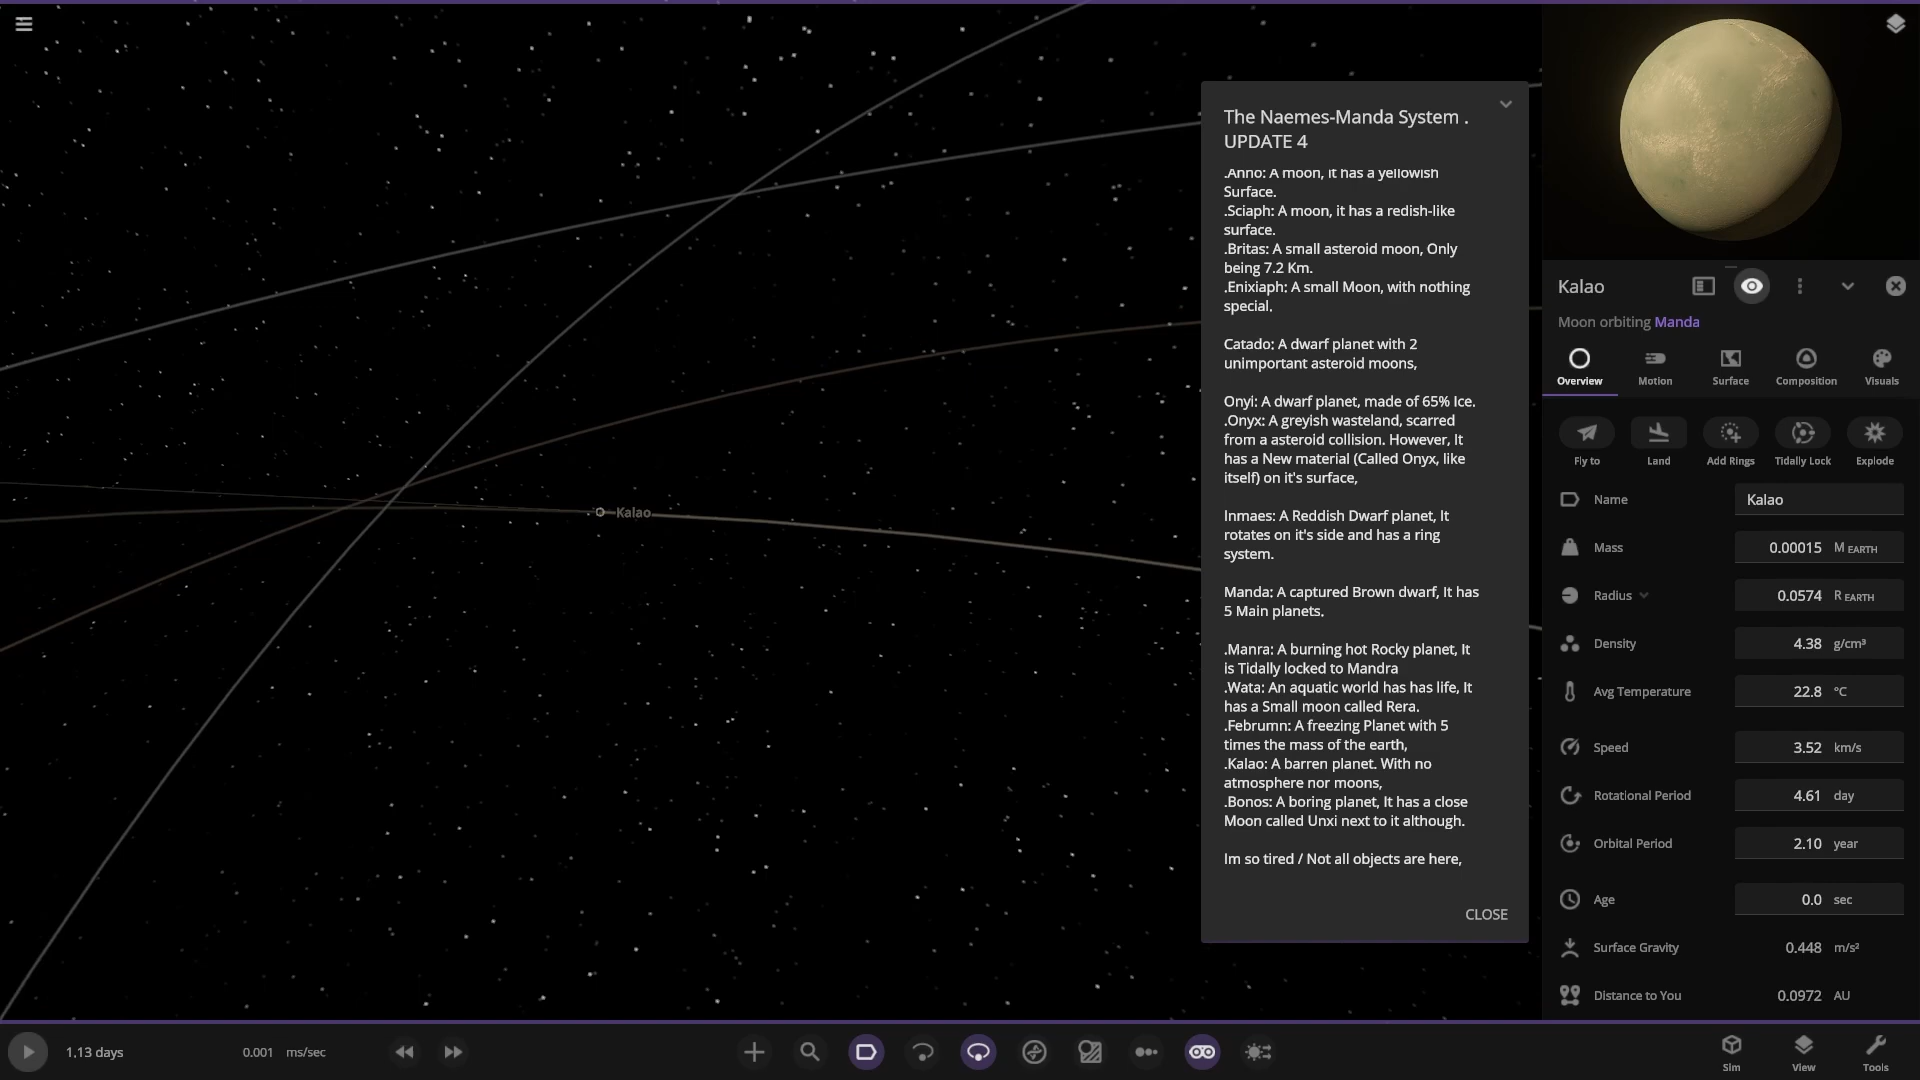 The Naemes-Manda System .
UPDATE 4
.Anno: A moon, it has a yellowish
Surface.
.Sciaph: A moon, it has a redish-like
surface.
.Britas: A small asteroid moon, Only
being 7.2 Km.
.Enixiaph: A small Moon, with nothing
special,
Catado: A dwarf planet with 2
unimportant asteroid moons,
Onyi: A dwarf planet, made of 65% Ice.
.Onyx: A greyish wasteland, scarred
from a asteroid collision. However, It
has a New material (Called Onyx, like
itself) on it's surface,
Inmaes: A Reddish Dwarf planet, It
rotates on it's side and has a ring
system.
Manda: A captured Brown dwarf, It has
5 Main planets.
.Manra: A burning hot Rocky planet, It
is Tidally locked to Mandra
.Wata: An aquatic world has has life, It
has a Small moon called Rera.
.Februmn: A freezing Planet with 5
times the mass of the earth,
.Kalao: A barren planet. With no
atmosphere nor moons,
.Bonos: A boring planet, It has a close
Moon called Unxi next to it although.
Im so tired / Not all objects are here,
CLOSE
Kalao
Kalao
Moon orbiting Manda
Overview Motion Surface Composition Visuals
Fly to Land Add Rings Tidally Lock Explode
Name Kalao
Mass 0.00015 M EARTH
Radius 0.0574 R EARTH
Density 4.38 g/cm³
Avg Temperature 22.8 °C
Speed 3.52 km/s
Rotational Period 4.61 day
Orbital Period 2.10 year
Age 0.0 sec
Surface Gravity 0.448 m/s²
Distance to You 0.0972 AU
1.13 days 0.001 ms/sec
Sim View Tools